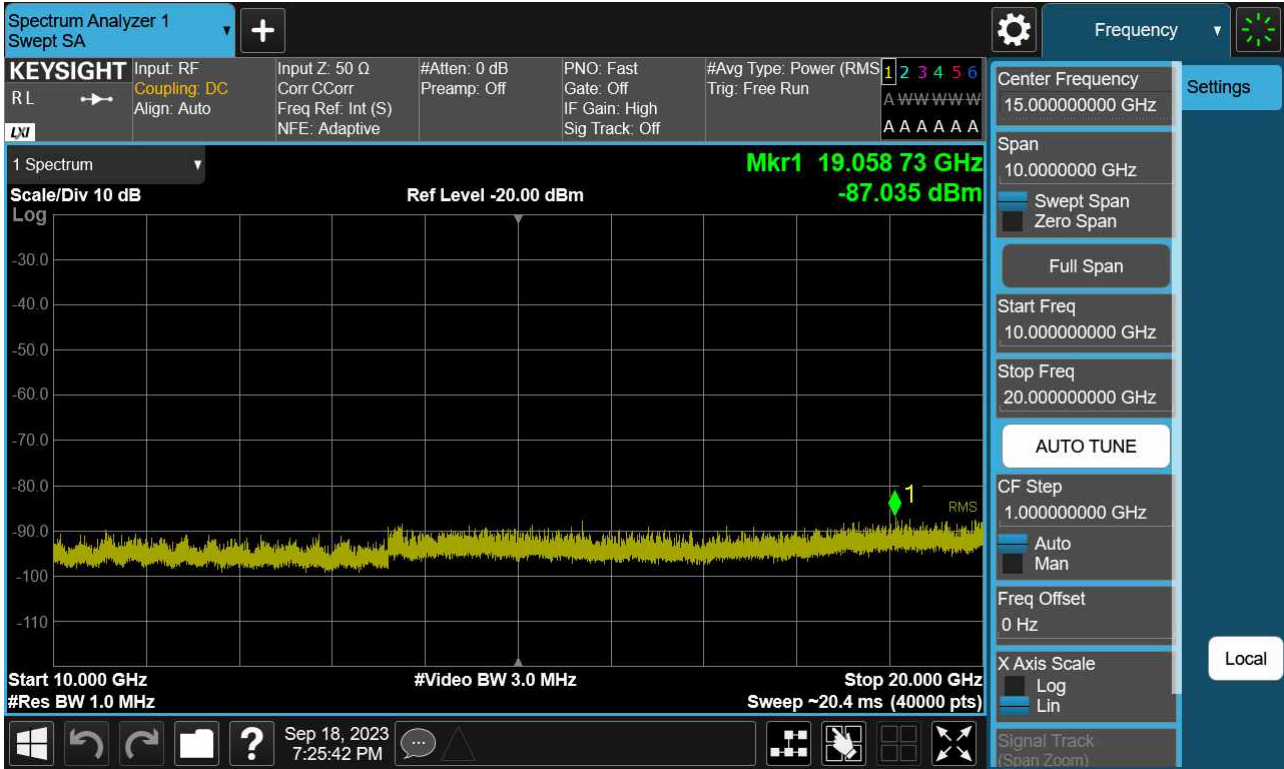 Spectrum Analyzer 1
Swept SA
Frequency
KEYSIGHT
R L
LXI
Input: RF
Coupling: DC
Align: Auto
Input Z: 50 Ω
Corr CCorr
Freq Ref: Int (S)
NFE: Adaptive
#Atten: 0 dB
Preamp: Off
PNO: Fast
Gate: Off
IF Gain: High
Sig Track: Off
#Avg Type: Power (RMS
Trig: Free Run
1 2 3 4 5 6
A W W W W W
A A A A A A
1 Spectrum
Mkr1 19.058 73 GHz
Scale/Div 10 dB
Ref Level -20.00 dBm
-87.035 dBm
Log
-30.0
-40.0
-50.0
-60.0
-70.0
-80.0
-90.0
-100
-110
1
RMS
Start 10.000 GHz
#Video BW 3.0 MHz
Stop 20.000 GHz
#Res BW 1.0 MHz
Sweep ~20.4 ms (40000 pts)
Sep 18, 2023
7:25:42 PM
Center Frequency
15.000000000 GHz
Settings
Span
10.0000000 GHz
Swept Span
Zero Span
Full Span
Start Freq
10.000000000 GHz
Stop Freq
20.000000000 GHz
AUTO TUNE
CF Step
1.000000000 GHz
Auto
Man
Freq Offset
0 Hz
X Axis Scale
Log
Lin
Local
Signal Track
(Span Zoom)